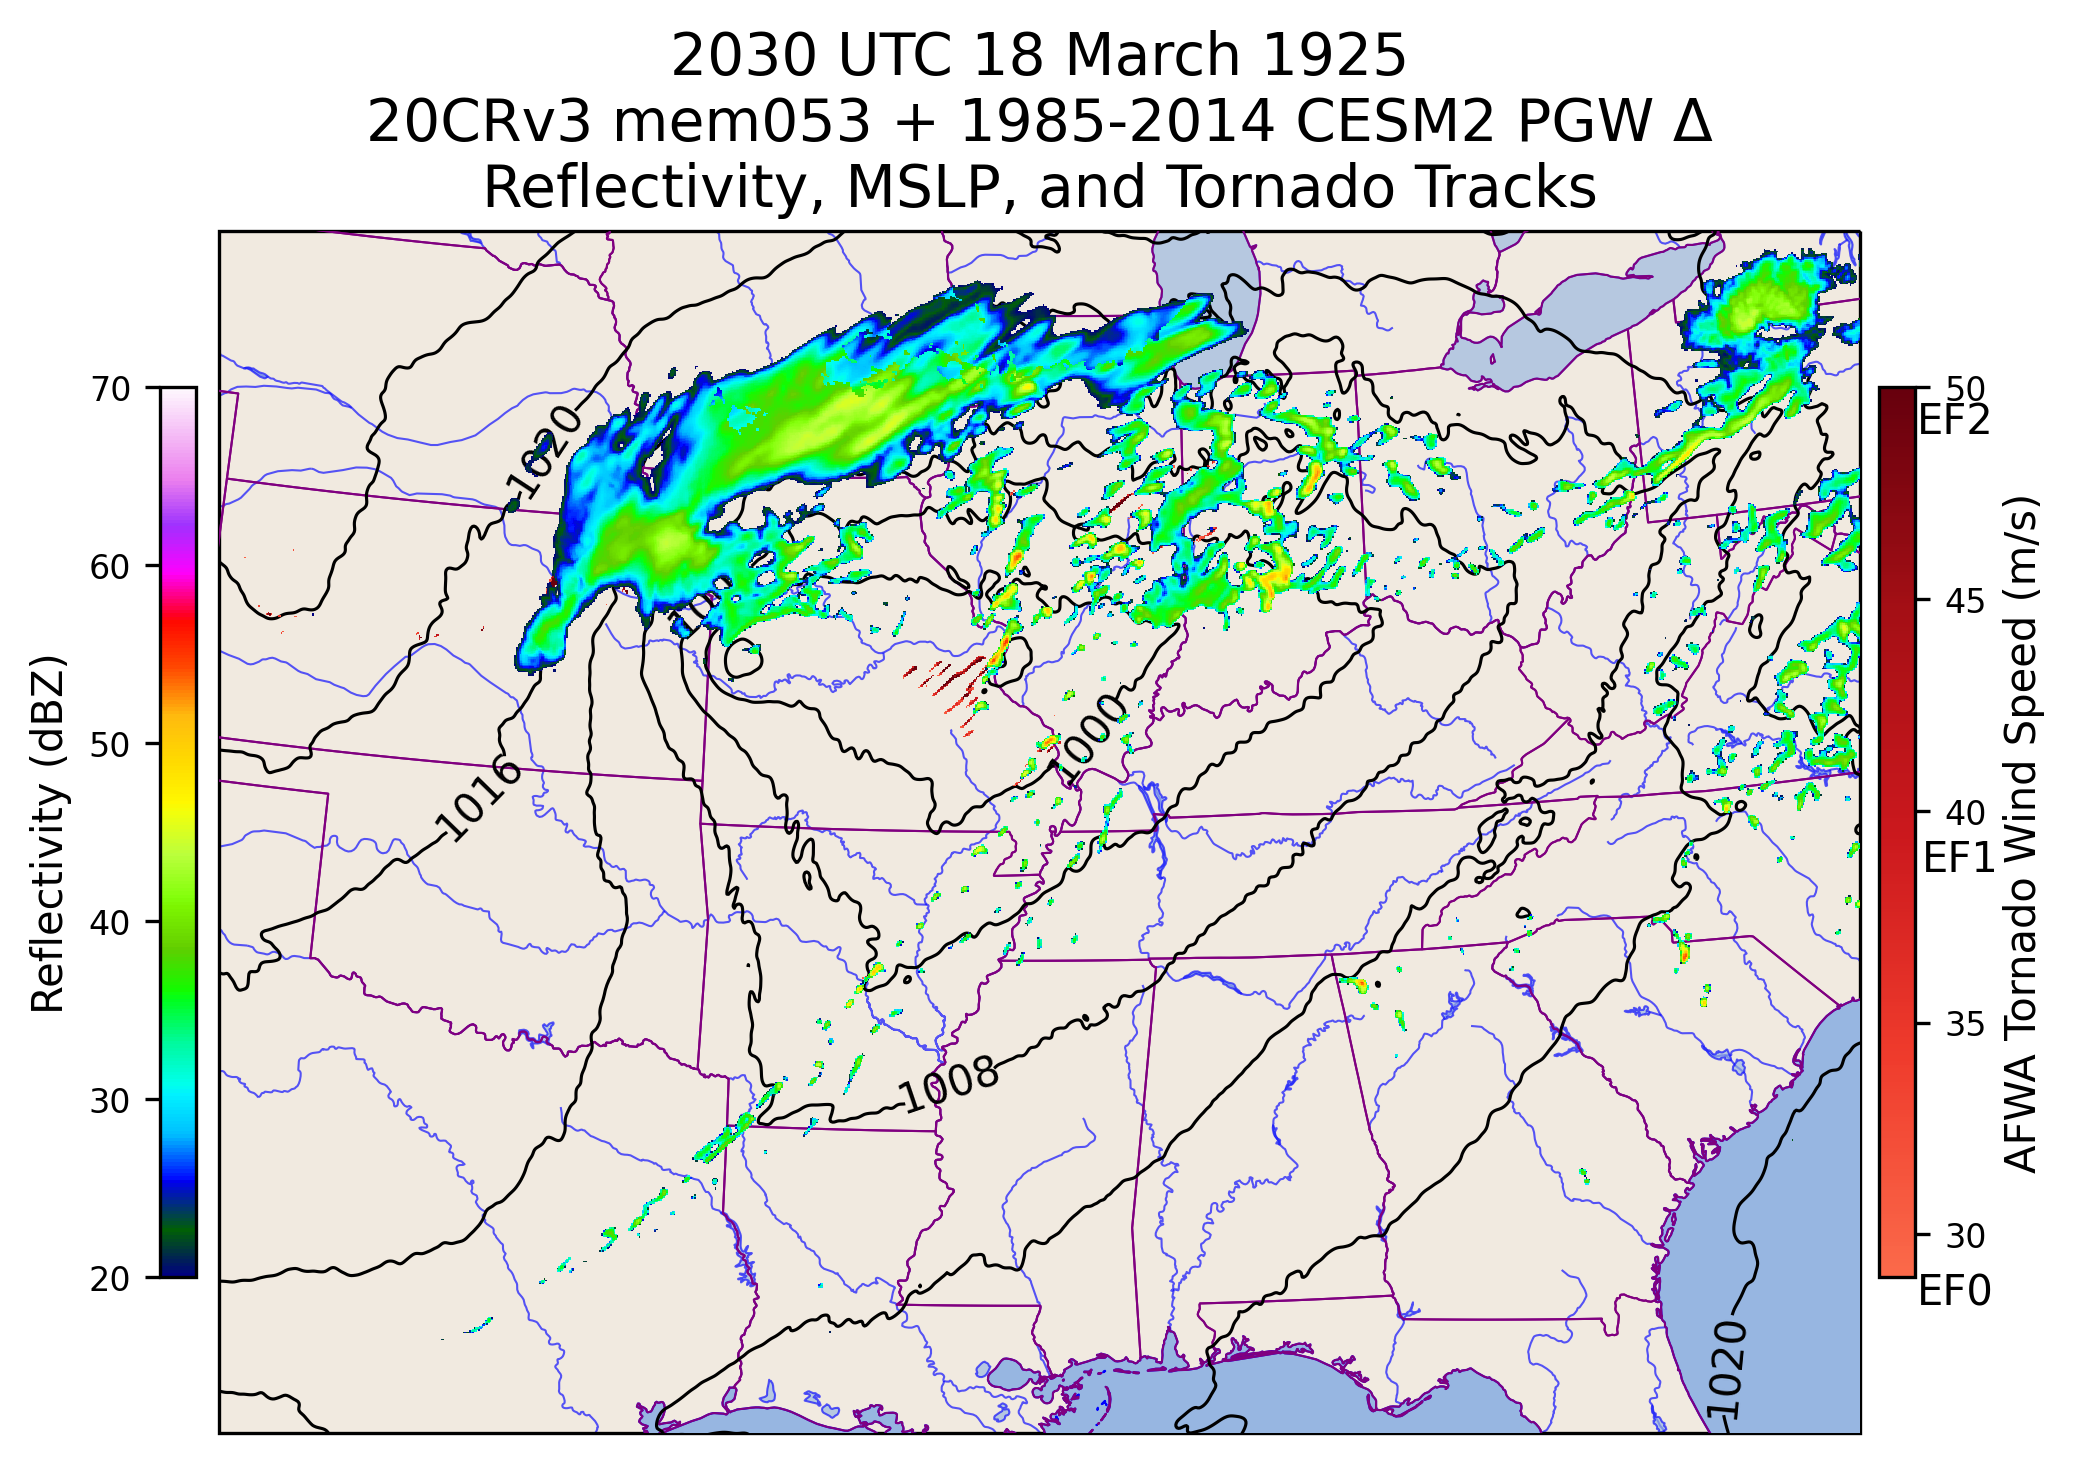 2030 UTC 18 March 1925
20CRv3 mem053 + 1985-2014 CESM2 PGW Δ
Reflectivity, MSLP, and Tornado Tracks
70
60
50
40
30
20
Reflectivity (dBZ)
1020
1016
1000
1008
1020
50
EF2
45
40
EF1
35
30
EF0
AFWA Tornado Wind Speed (m/s)